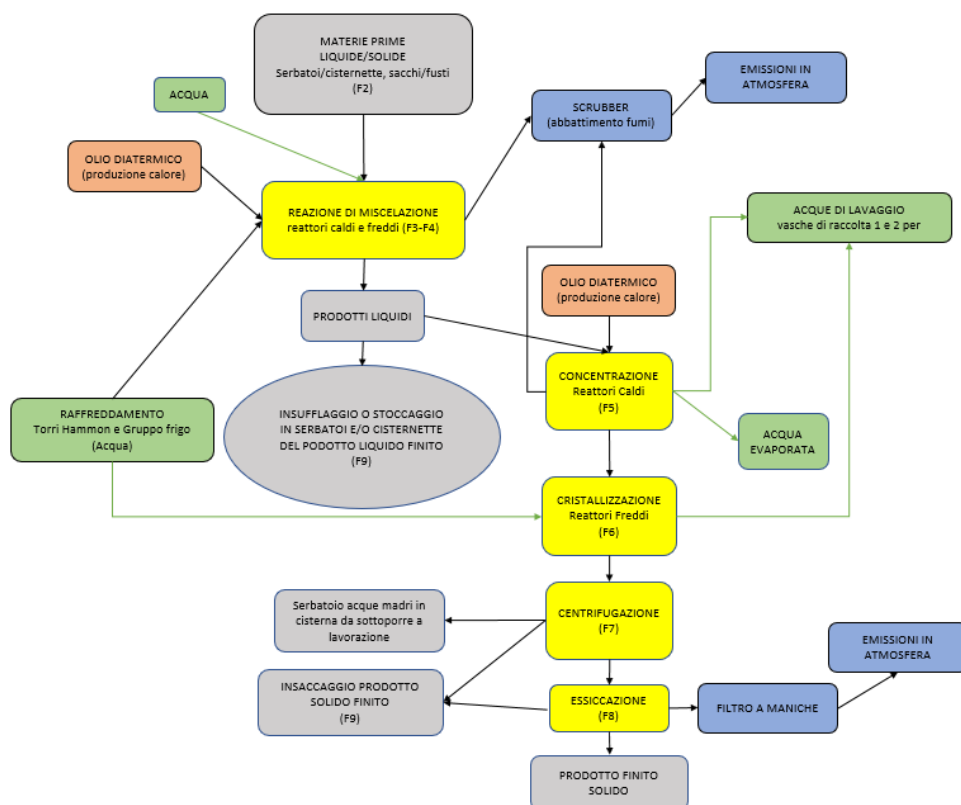 MATERIE PRIME
LIQUIDE/SOLIDE
Serbatoi/cisternette, sacchi/fusti
(F2)
EMISSIONI IN
ATMOSFERA
ACQUA
SCRUBBER
(abbattimento fumi)
OLIO DIATERMICO
(produzione calore)
REAZIONE DI MISCELAZIONE
reattori caldi e freddi (F3-F4)
ACQUE DI LAVAGGIO
vasche di raccolta 1 e 2 per
OLIO DIATERMICO
(produzione calore)
PRODOTTI LIQUIDI
CONCENTRAZIONE
Reattori Caldi
(F5)
RAFFREDDAMENTO
Torri Hammon e Gruppo frigo
(Acqua)
INSUFFLAGIO O STOCCAGGIO
IN SERBATOI E/O CISTERNETTE
DEL PODOTTO LIQUIDO FINITO
(F9)
ACQUA
EVAPORATA
CRISTALLIZZAZIONE
Reattori Freddi
(F6)
Serbatoio acque madri in
cisterna da sottoporre a
lavorazione
CENTRIFUGAZIONE
(F7)
EMISSIONI IN
ATMOSFERA
INSACCAGGIO PRODOTTO
SOLIDO FINITO
(F9)
ESSICCAZIONE
(F8)
FILTRO A MANICHE
PRODOTTO FINITO
SOLIDO